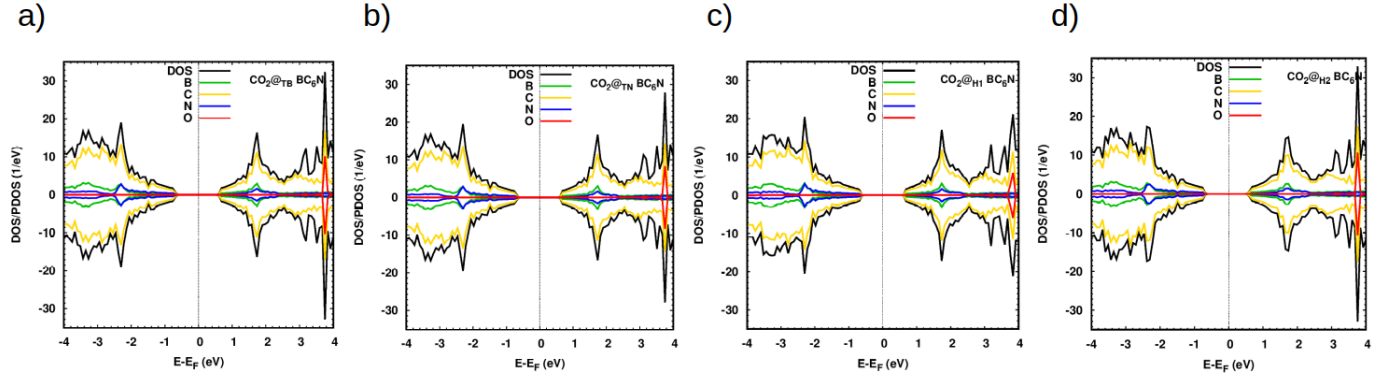 a)
DOS/PDOS (1/eV)
30
20
10
0
-10
-20
-30
DOS
B
C
N
O
CO₂@TB BC₆N
-4 -3 -2 -1 0 1 2 3 4
E-EF (eV)
b)
DOS/PDOS (1/eV)
30
20
10
0
-10
-20
-30
DOS
B
C
N
O
CO₂@TN BC₆N
-4 -3 -2 -1 0 1 2 3 4
E-EF (eV)
c)
DOS/PDOS (1/eV)
30
20
10
0
-10
-20
-30
DOS
B
C
N
O
CO₂@H1 BC₆N
-4 -3 -2 -1 0 1 2 3 4
E-EF (eV)
d)
DOS/PDOS (1/eV)
30
20
10
0
-10
-20
-30
DOS
B
C
N
O
CO₂@H2 BC₆N
-4 -3 -2 -1 0 1 2 3 4
E-EF (eV)